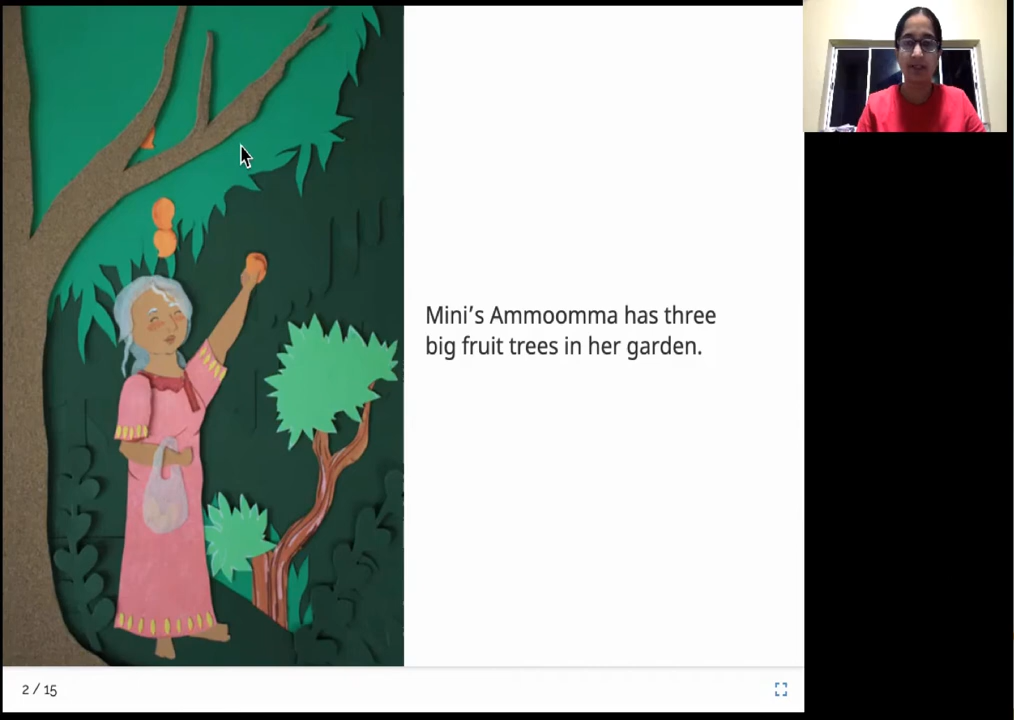 Mini’s Ammoomma has three
big fruit trees in her garden.
2 / 15